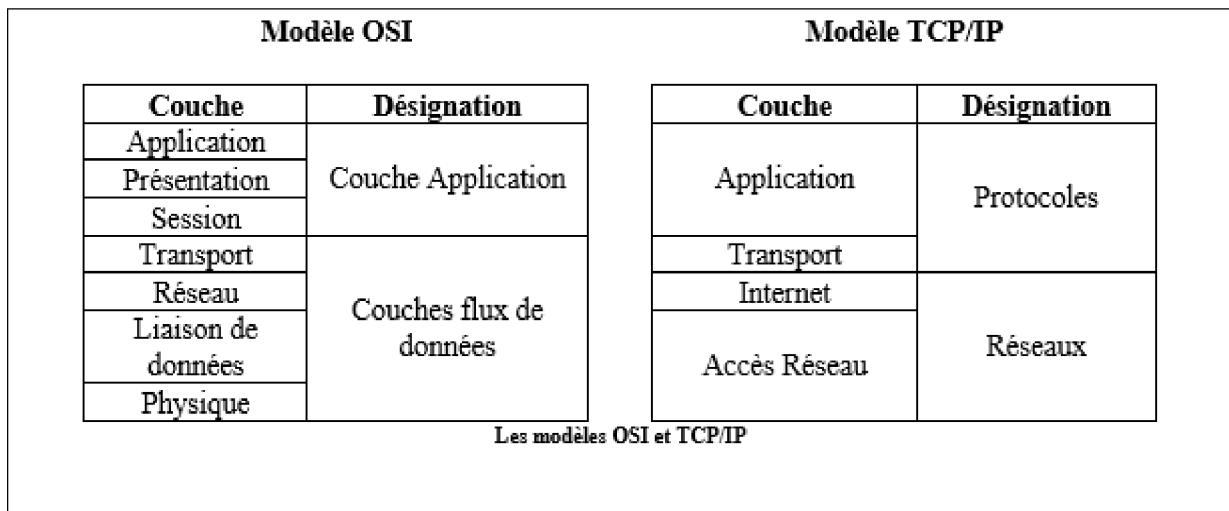 Modèle OSI
Modèle TCP/IP
Couche
Désignation
Application
Présentation
Session
Couche Application
Transport
Réseau
Liaison de
données
Physique
Couches flux de
données
Couche
Désignation
Application
Transport
Protocoles
Internet
Accès Réseau
Réseaux
Les modèles OSI et TCP/IP